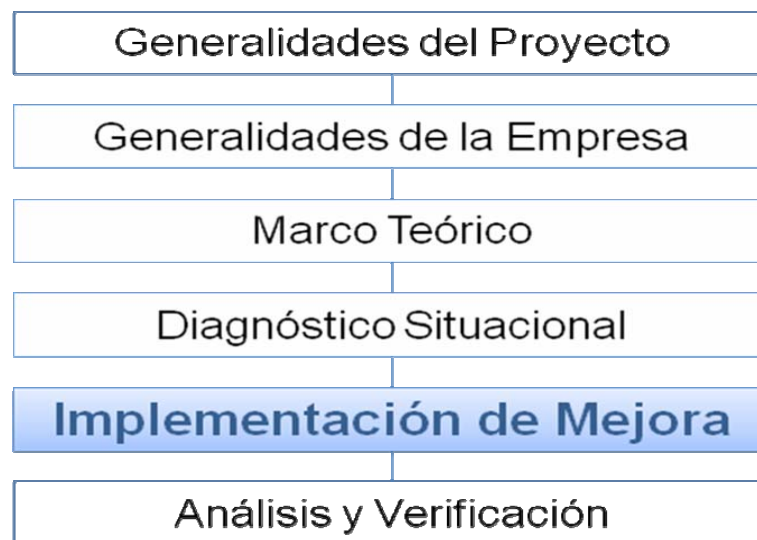 Generalidades del Proyecto
Generalidades de la Empresa
Marco Teórico
Diagnóstico Situacional
Implementación de Mejora
Análisis y Verificación